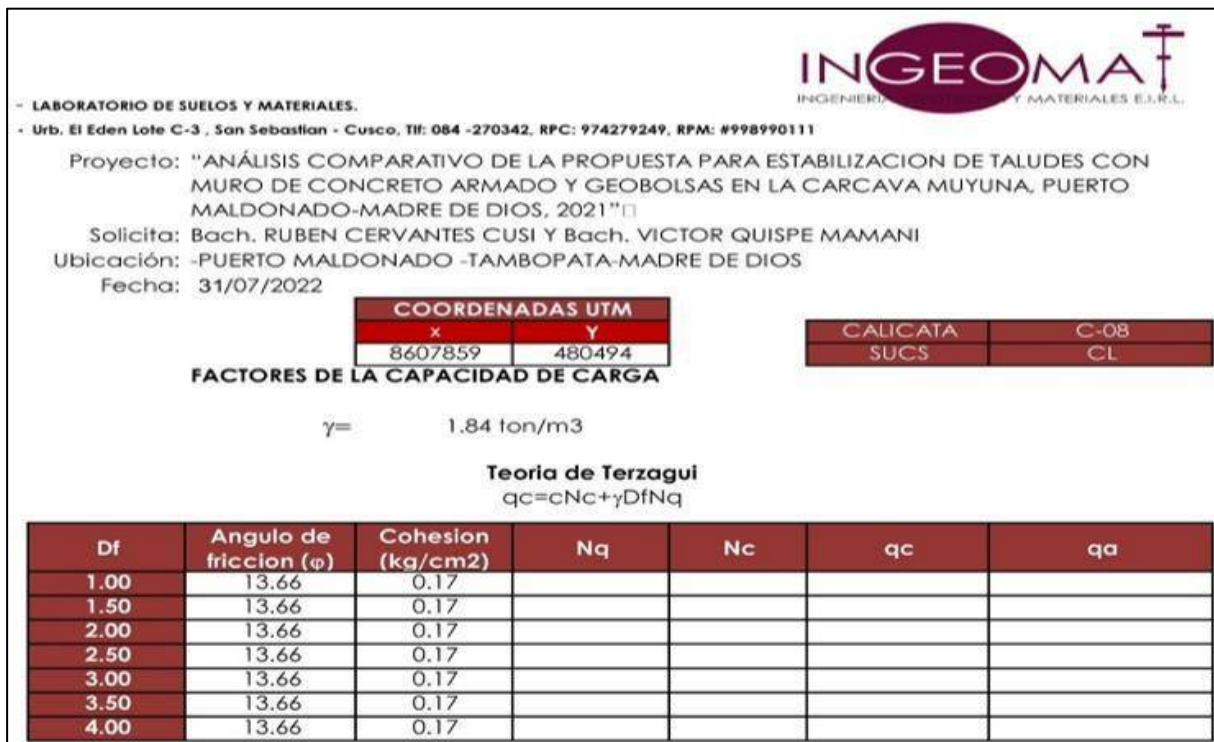 INGEOMAT
INGENIERIA Y MATERIALES E.I.R.L.
- LABORATORIO DE SUELOS Y MATERIALES.
- Urb. El Eden Lote C-3 , San Sebastian - Cusco, Tlf: 084 -270342, RPC: 974279249, RPM: #998990111
Proyecto: "ANÁLISIS COMPARATIVO DE LA PROPUESTA PARA ESTABILIZACION DE TALUDES CON
MURO DE CONCRETO ARMADO Y GEOBOLSAS EN LA CARCAVA MUYUNA, PUERTO
MALDONADO-MADRE DE DIOS, 2021"
Solicita: Bach. RUBEN CERVANTES CUSI Y Bach. VICTOR QUISPE MAMANI
Ubicación: -PUERTO MALDONADO -TAMBOPATA-MADRE DE DIOS
Fecha: 31/07/2022
COORDENADAS UTM
x Y
8607859 480494
CALICATA C-08
SUCS CL
FACTORES DE LA CAPACIDAD DE CARGA
γ= 1.84 ton/m3
Teoria de Terzagui
qc=cNc+γDfNq
Df Angulo de friccion (φ) Cohesion (kg/cm2) Nq Nc qc qa
1.00 13.66 0.17
1.50 13.66 0.17
2.00 13.66 0.17
2.50 13.66 0.17
3.00 13.66 0.17
3.50 13.66 0.17
4.00 13.66 0.17